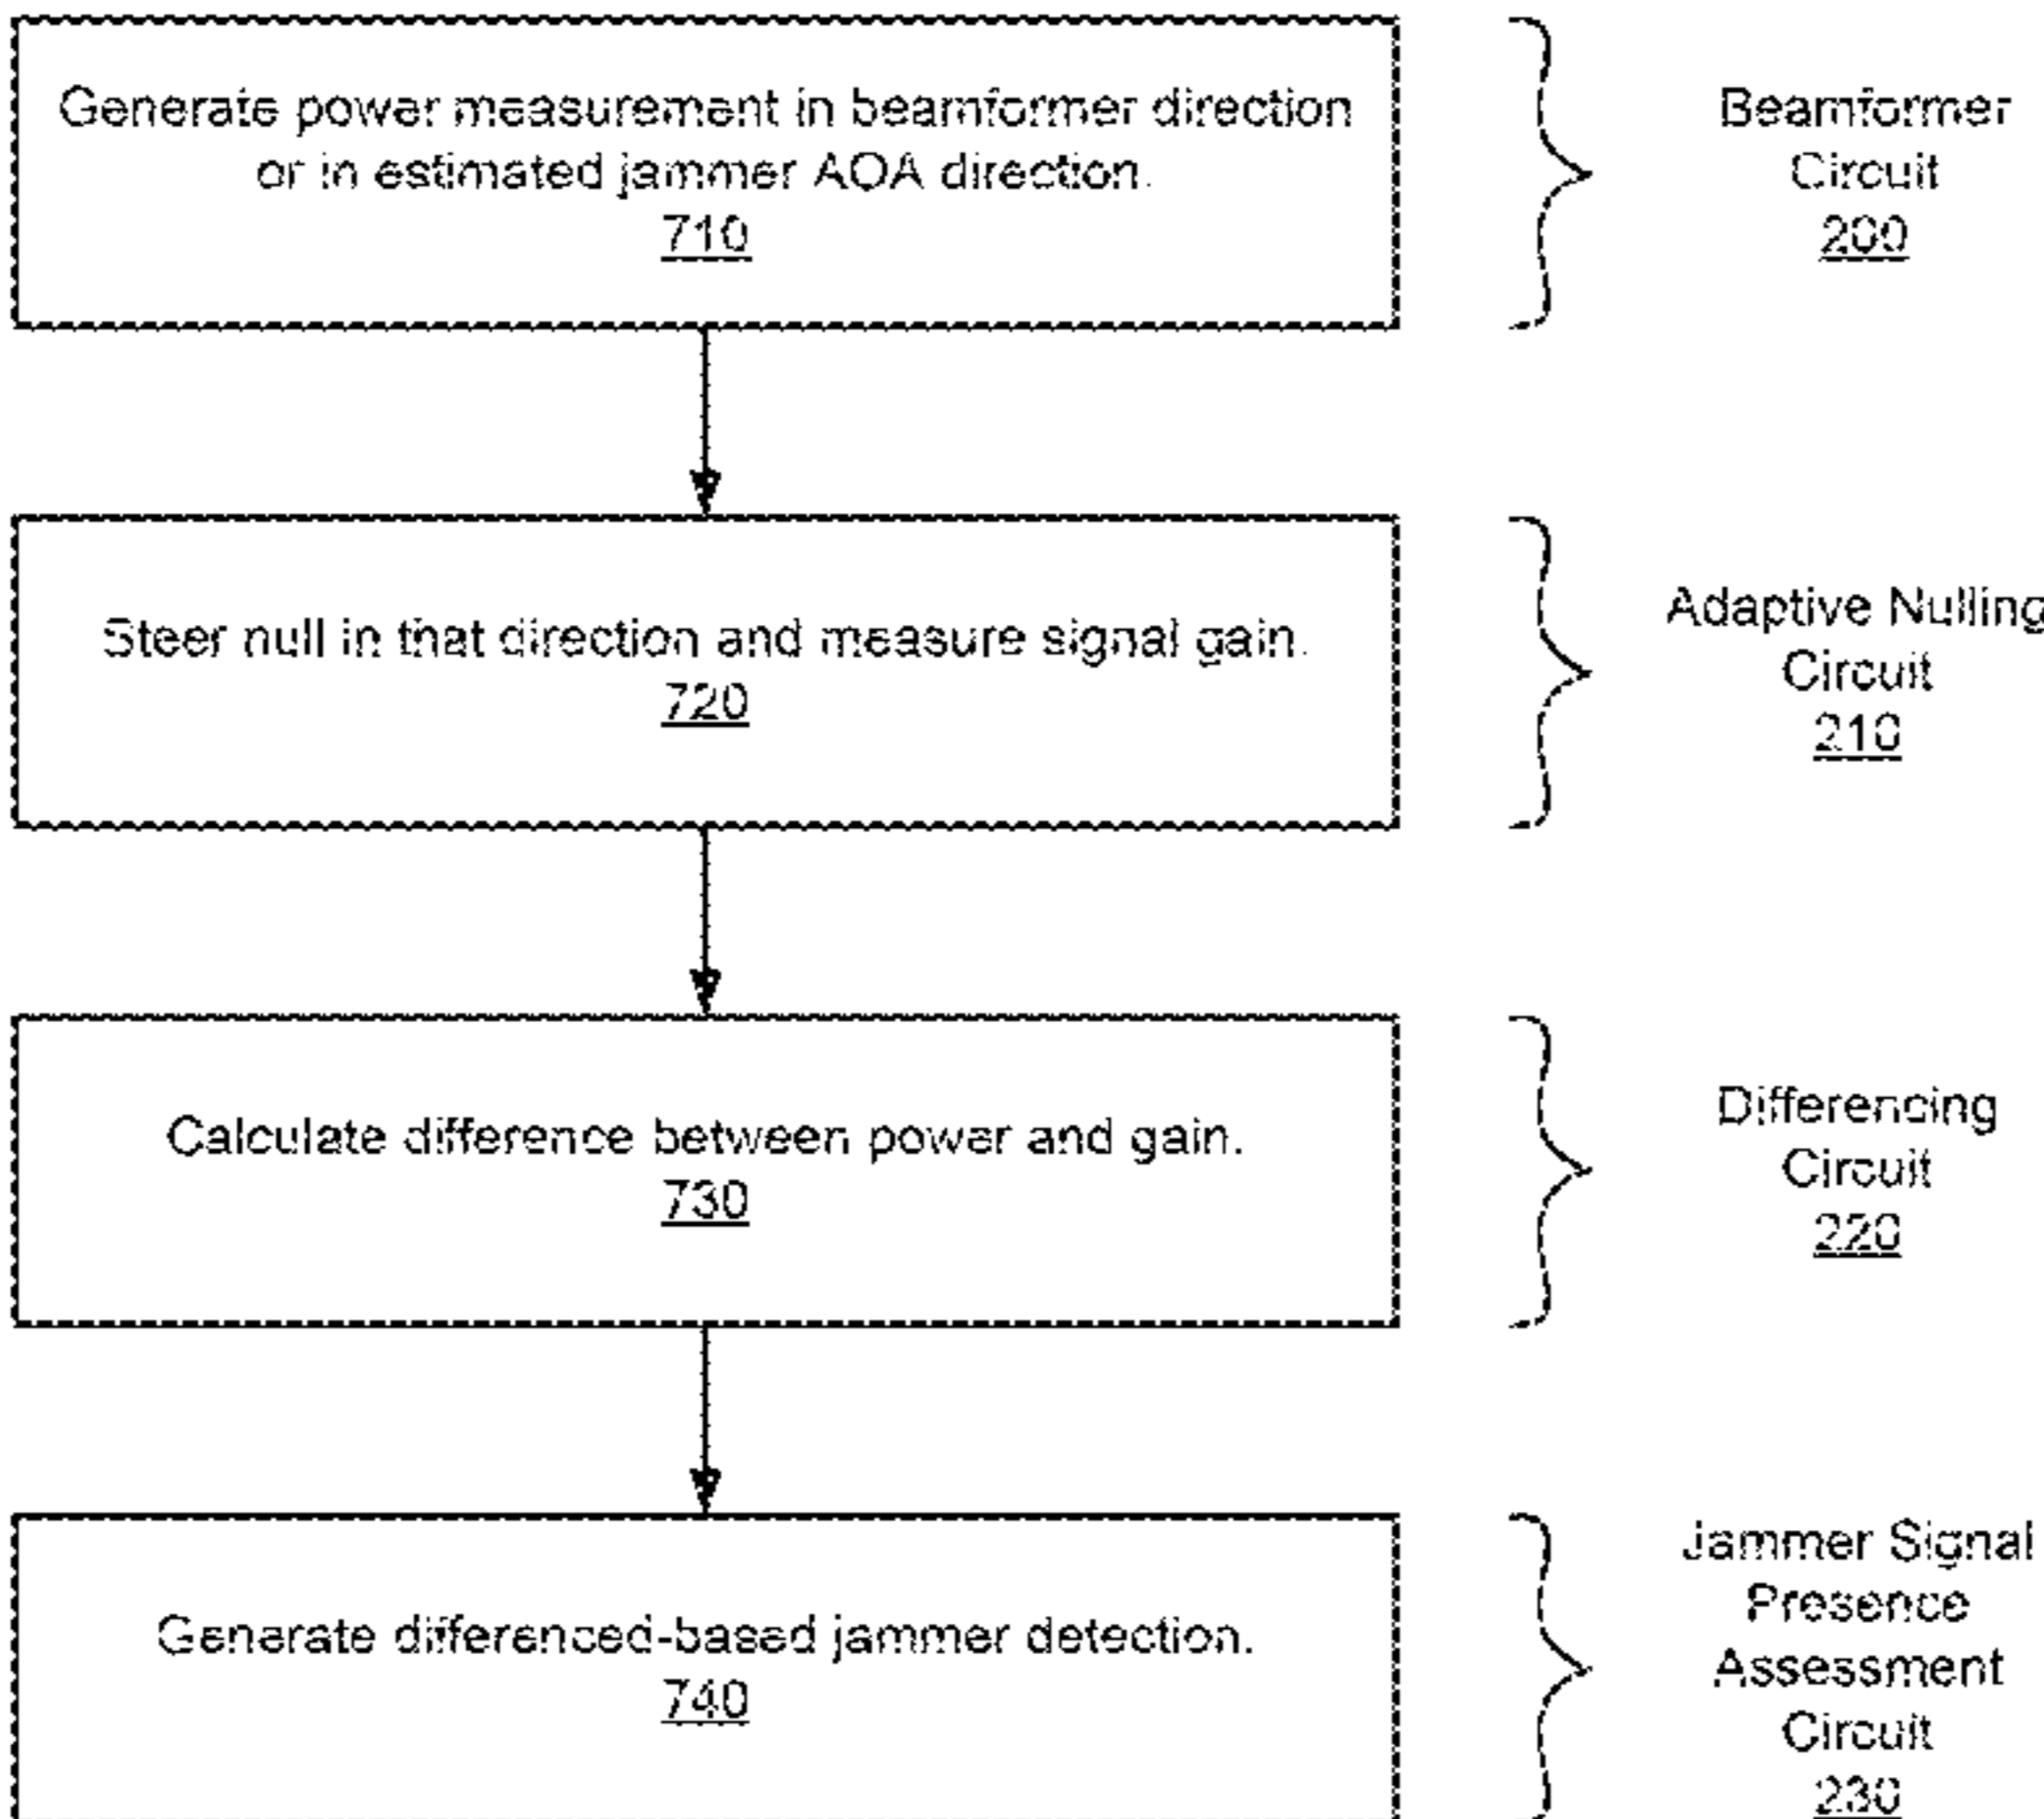 Generate power measurement in beamformer direction
or in estimated jammer AOA direction.
710
Beamformer
Circuit
200
Steer null in that direction and measure signal gain.
720
Adaptive Nulling
Circuit
210
Calculate difference between power and gain.
730
Differencing
Circuit
220
Generate differenced-based jammer detection.
740
Jammer Signal
Presence
Assessment
Circuit
230